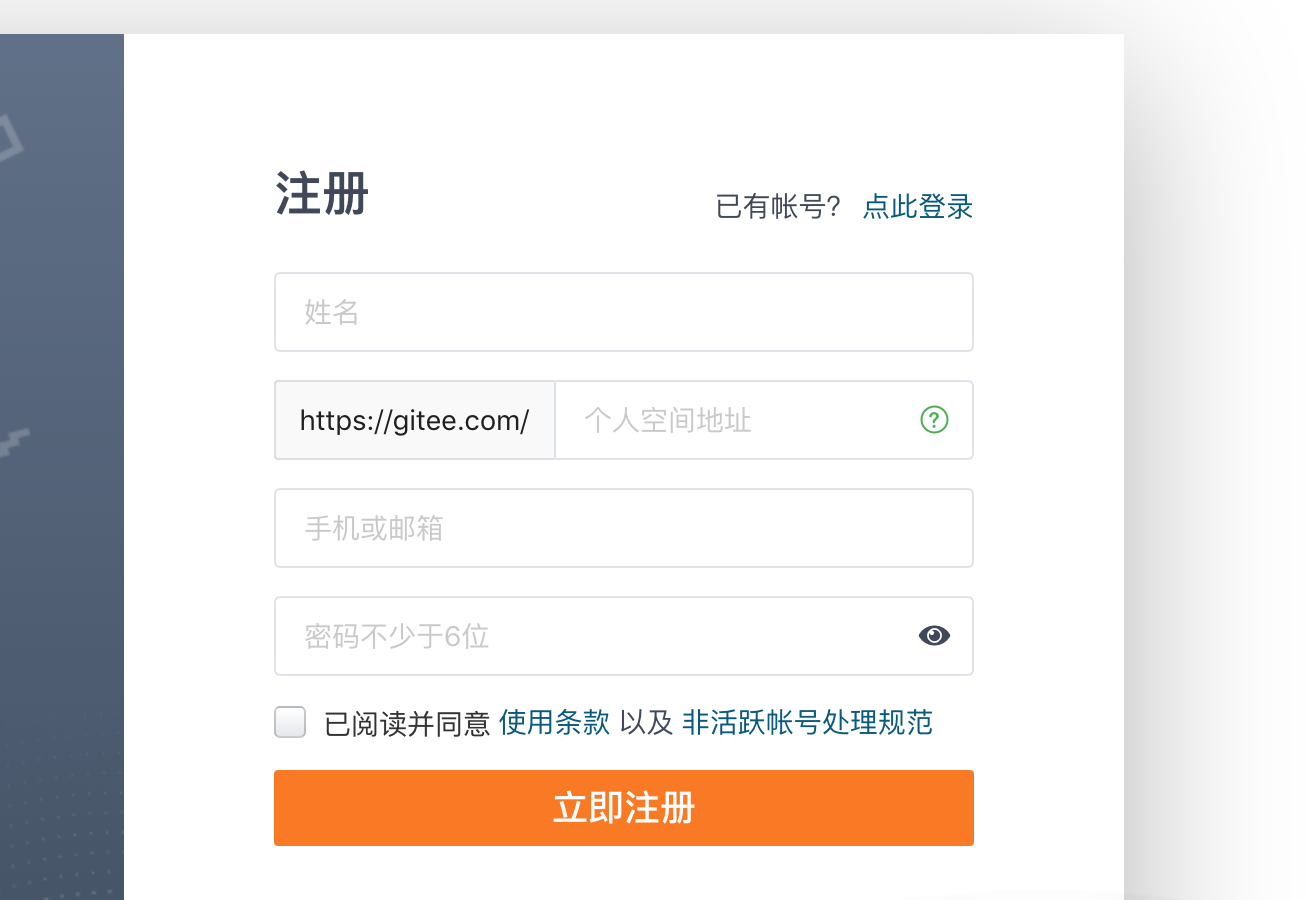 注册
已有帐号? 点此登录
姓名
https://gitee.com/ 个人空间地址
手机或邮箱
密码不少于6位
已阅读并同意 使用条款 以及 非活跃帐号处理规范
立即注册